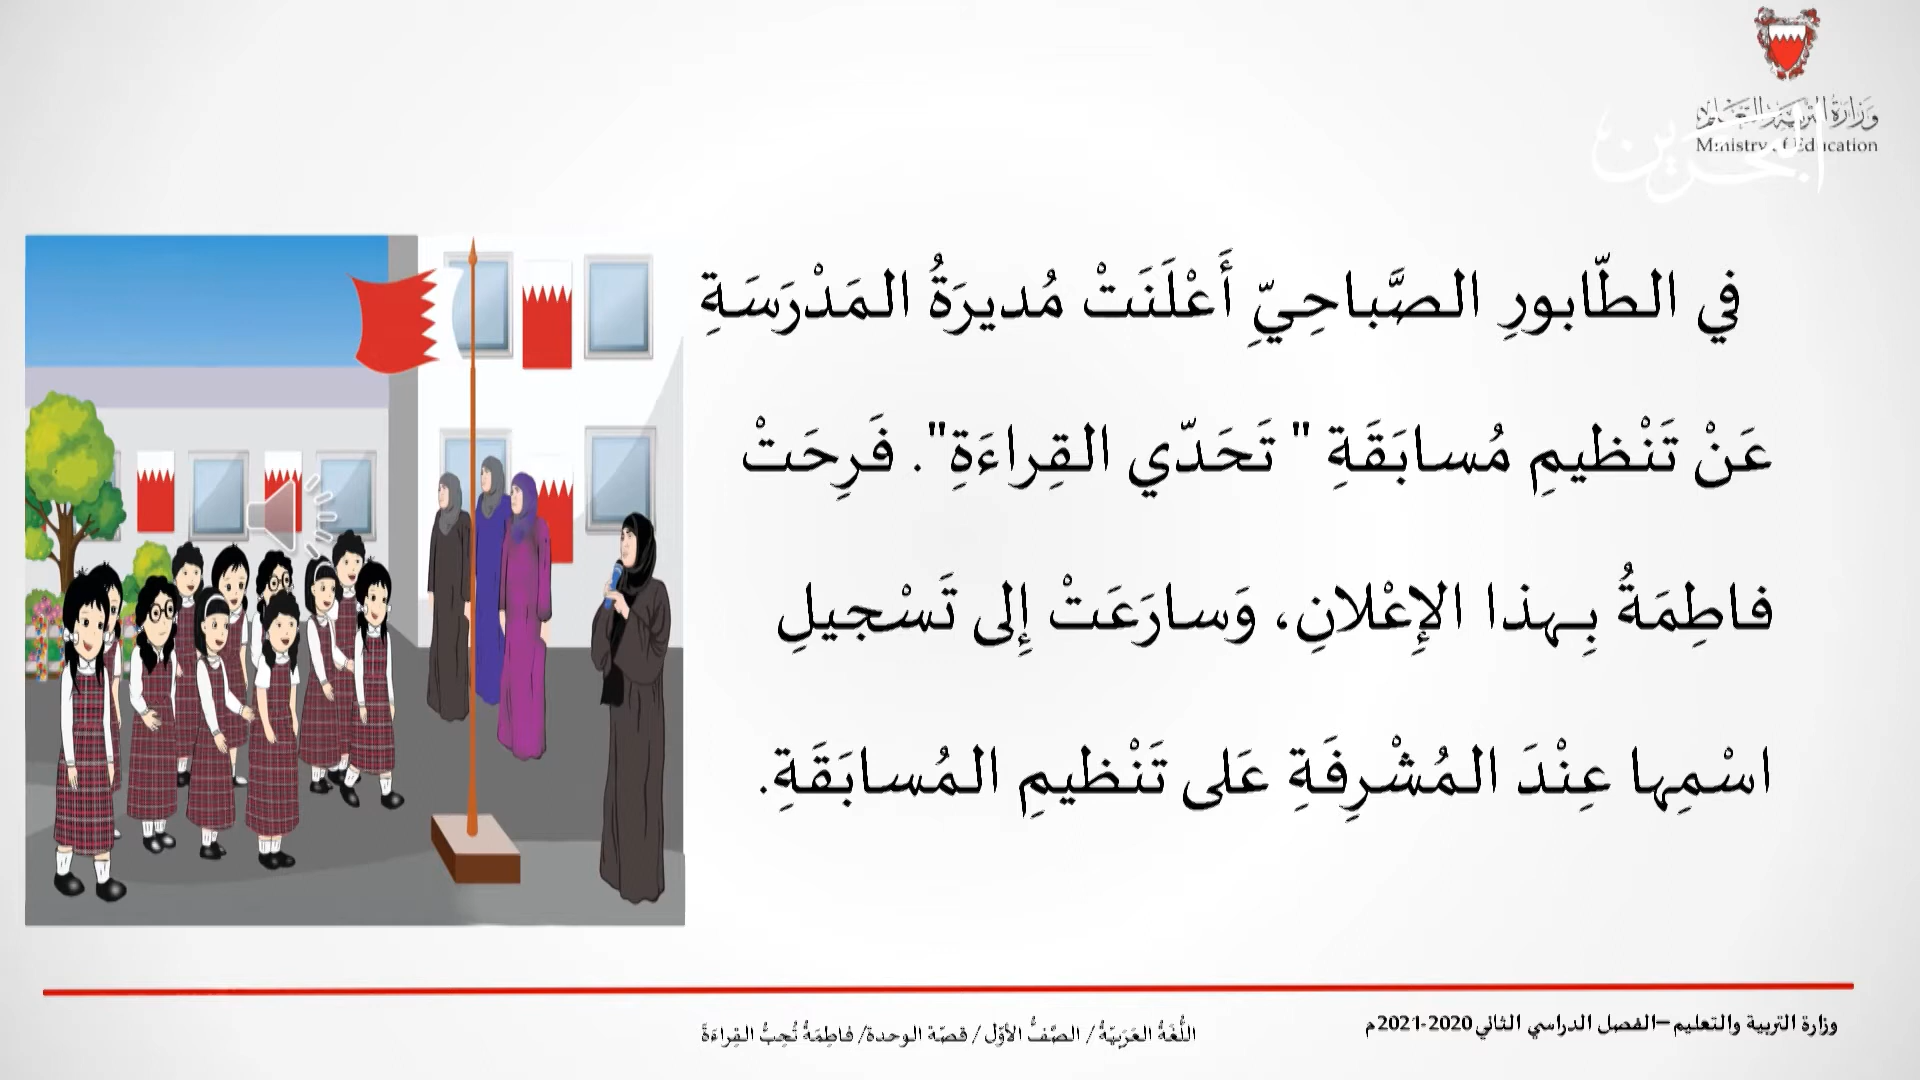 وزارة التربية والتعليم
Ministry of Education
البحرين
في الطّابورِ الصَّباحِيِّ أَعْلَنَتْ مُديرَةُ المَدْرَسَةِ
عَنْ تَنْظيمِ مُسابَقَةِ " تَحَدّي القِراءَةِ". فَرِحَتْ
فاطِمَةُ بِهذا الإِعْلانِ، وَسارَعَتْ إِلى تَسْجيلِ
اسْمِها عِنْدَ المُشْرِفَةِ عَلى تَنْظيمِ المُسابَقَةِ.
وزارة التربية والتعليم–الفصل الدراسي الثاني 2020-2021م
اللُّغَةُ العَرَبِيّةُ / الصَّفُّ الأوّل / قصّة الوحدة/ فاطِمَةُ تُحِبُّ القِراءَةَ